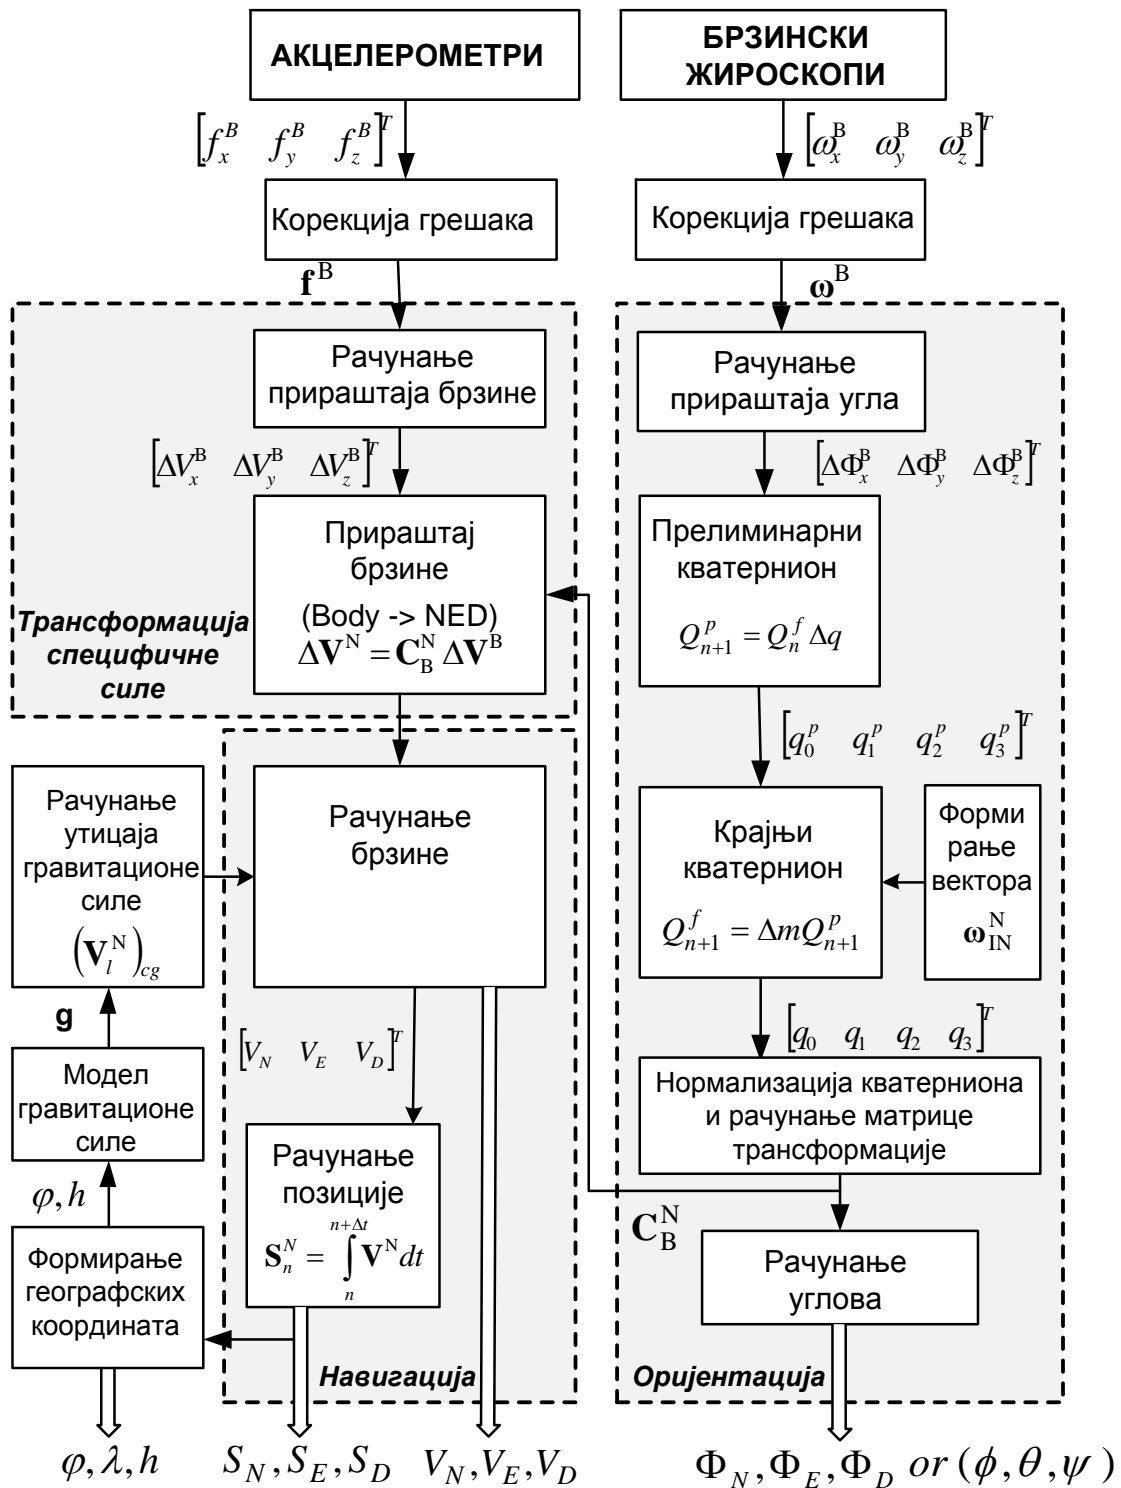 АКЦЕЛЕРОМЕТРИ
БРЗИНСКИ
ЖИРОСКОПИ
[f_x^B f_y^B f_z^B]^T
[ω_x^B ω_y^B ω_z^B]^T
Корекција грешака
Корекција грешака
f^B
ω^B
Рачунање
прираштаја брзине
Рачунање
прираштаја угла
[ΔV_x^B ΔV_y^B ΔV_z^B]^T
[ΔΦ_x^B ΔΦ_y^B ΔΦ_z^B]^T
Прираштај
брзине
(Body -> NED)
ΔV^N = C_B^N ΔV^B
Прелиминарни
кватернион
Q_{n+1}^p = Q_n^f Δq
Трансформација
специфичне
силе
[q_0^p q_1^p q_2^p q_3^p]^T
Рачунање
утицаја
гравитационе
силе
(V_l^N)_{cg}
Рачунање
брзине
Крајњи
кватернион
Q_{n+1}^f = ΔmQ_{n+1}^p
Форми
рање
вектора
ω_{IN}^N
g
[V_N V_E V_D]^T
[q_0 q_1 q_2 q_3]^T
Модел
гравитационе
силе
Нормализација кватерниона
и рачунање матрице
трансформације
φ, h
Рачунање
позиције
S_n^N = ∫_n^{n+Δt} V^N dt
C_B^N
Формирање
географских
координата
Рачунање
углова
Навигација
Оријентација
φ, λ, h
S_N, S_E, S_D
V_N, V_E, V_D
Φ_N, Φ_E, Φ_D or (ϕ, θ, ψ)